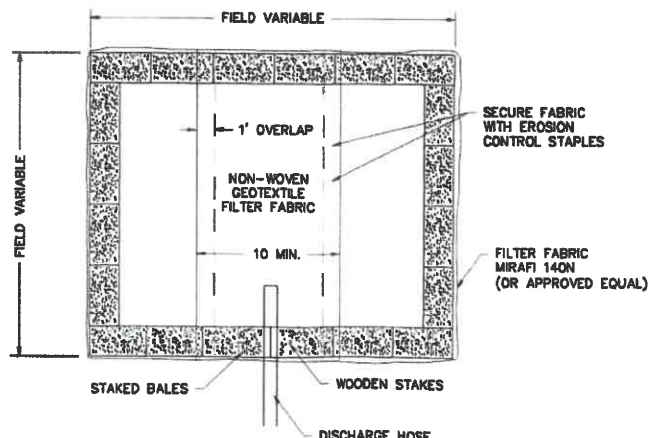 FIELD VARIABLE
FIELD VARIABLE
1' OVERLAP
SECURE FABRIC
WITH EROSION
CONTROL STAPLES
NON-WOVEN
GEOTEXTILE
FILTER FABRIC
10 MIN.
FILTER FABRIC
MIRAFI 140N
(OR APPROVED EQUAL)
STAKED BALES
WOODEN STAKES
DISCHARGE HOSE